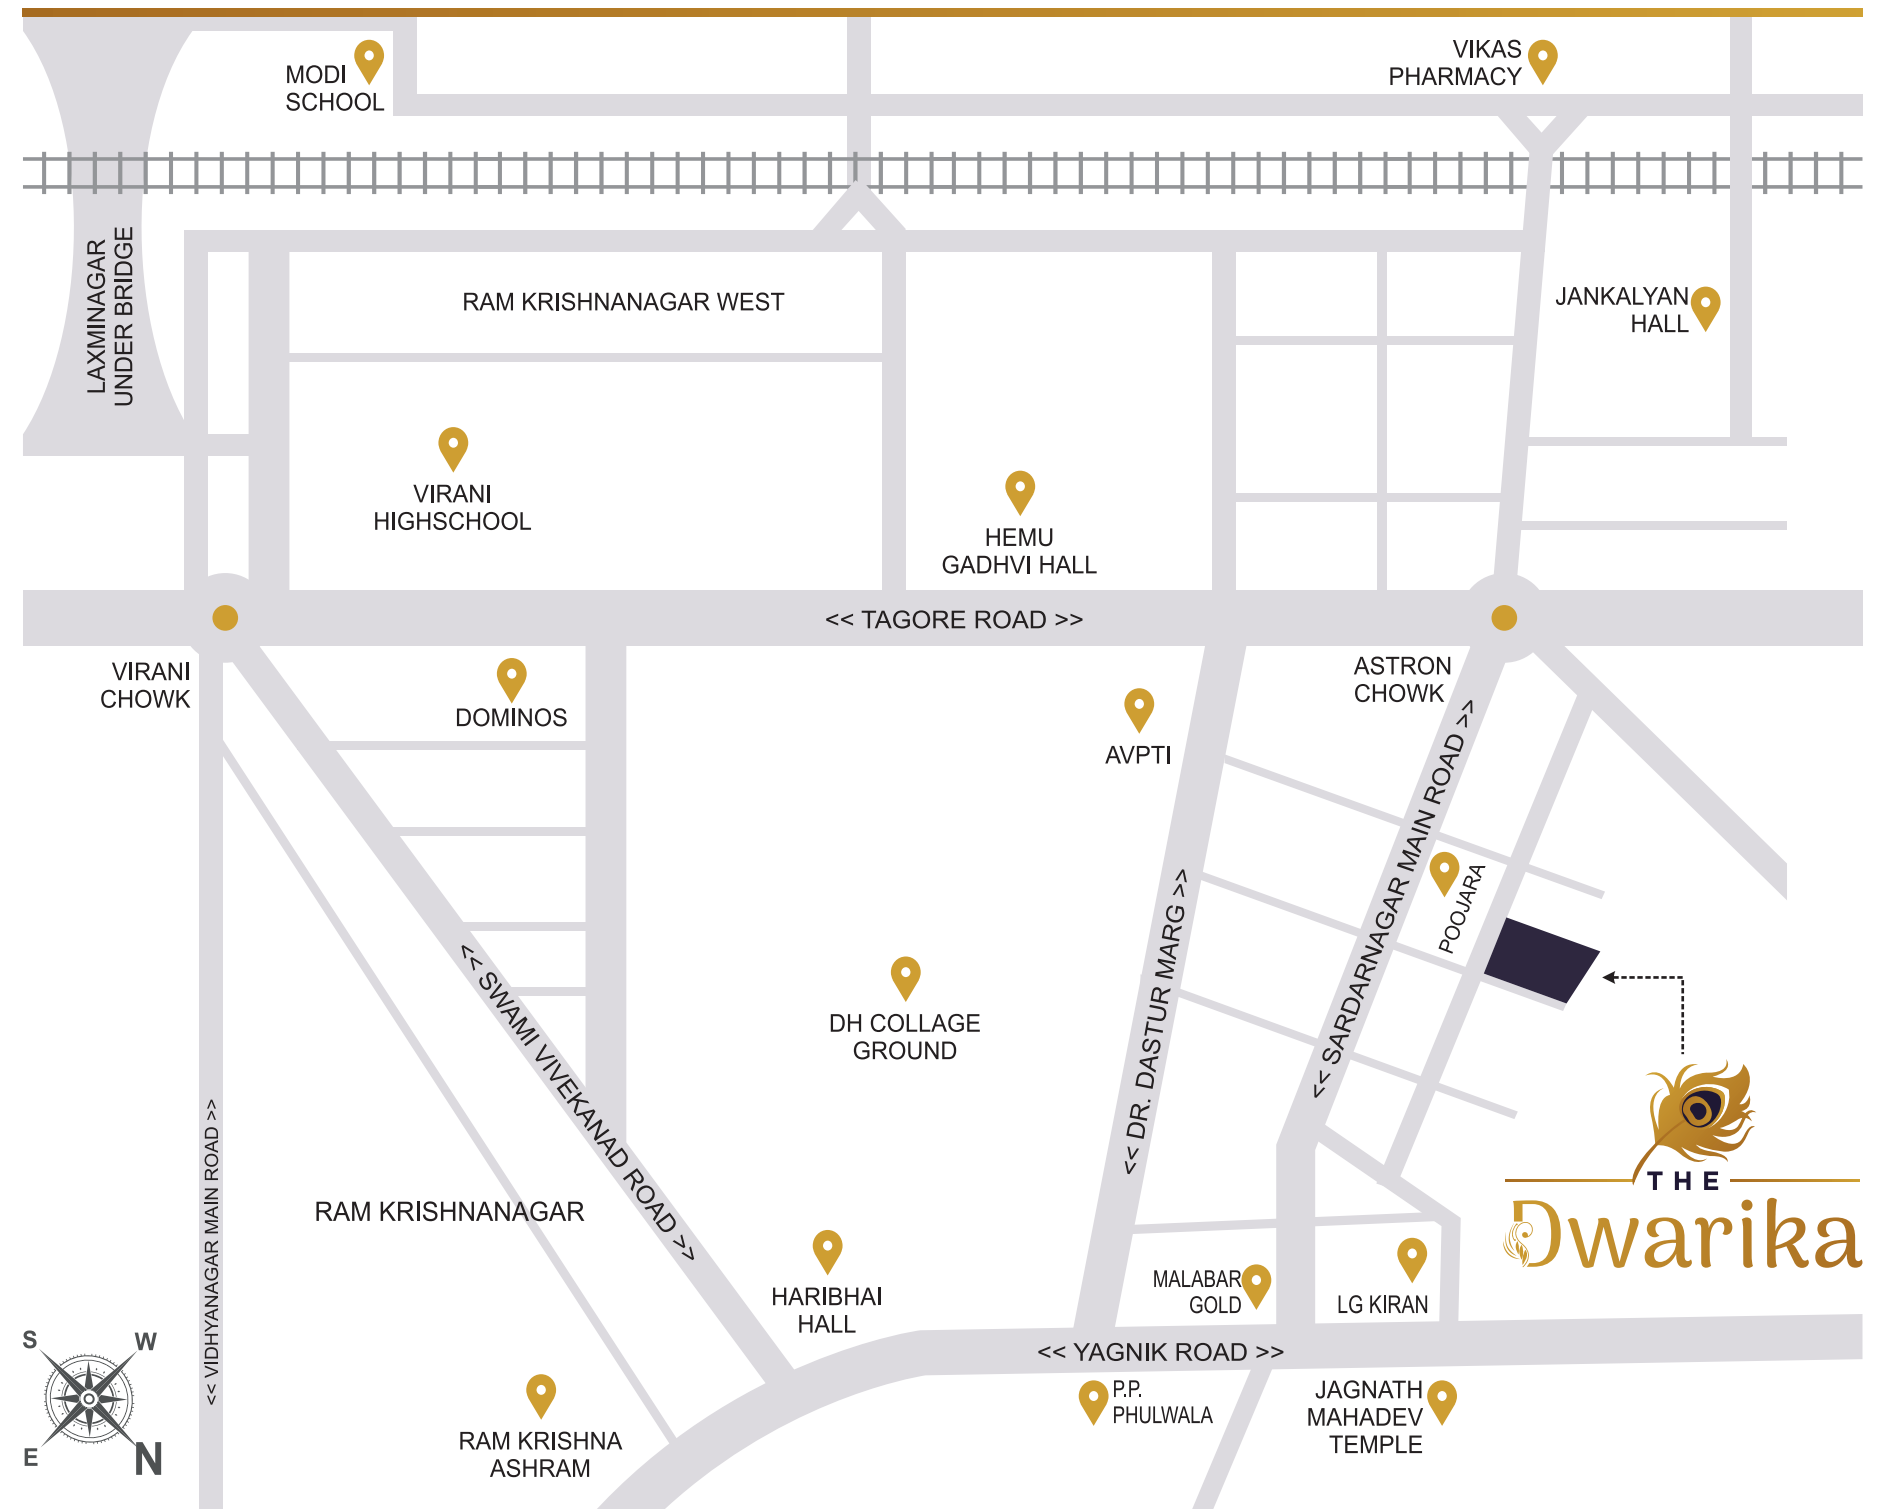 MODI
SCHOOL
VIKAS
PHARMACY
LAXMINAGAR
UNDER BRIDGE
RAM KRISHNANAGAR WEST
JANKALYAN
HALL
VIRANI
HIGHSCHOOL
HEMU
GADHVI HALL
<< TAGORE ROAD >>
VIRANI
CHOWK
DOMINOS
AVPTI
ASTRON
CHOWK
<< SARDARNAGAR MAIN ROAD >>
POOJARA
<< DR. DASTUR MARG >>
<< SWAMI VIVEKANAD ROAD >>
DH COLLAGE
GROUND
<< VIDHYANAGAR MAIN ROAD >>
RAM KRISHNANAGAR
THE
Dwarika
HARIBHAI
HALL
MALABAR
GOLD
LG KIRAN
<< YAGNIK ROAD >>
S
W
E
N
RAM KRISHNA
ASHRAM
P.P.
PHULWALA
JAGNATH
MAHADEV
TEMPLE